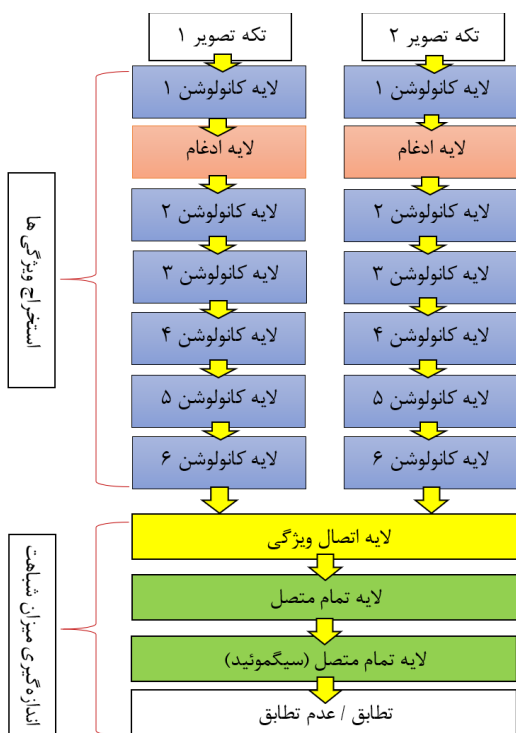 تکه تصویر ۱
تکه تصویر ۲
لایه کانولوشن ۱
لایه کانولوشن ۱
لایه ادغام
لایه ادغام
لایه کانولوشن ۲
لایه کانولوشن ۲
لایه کانولوشن ۳
لایه کانولوشن ۳
لایه کانولوشن ۴
لایه کانولوشن ۴
لایه کانولوشن ۵
لایه کانولوشن ۵
لایه کانولوشن ۶
لایه کانولوشن ۶
استخراج ویژگی ها
لایه اتصال ویژگی
لایه تمام متصل
لایه تمام متصل (سیگموئید)
تطابق / عدم تطابق
اندازه‌گیری میزان شباهت